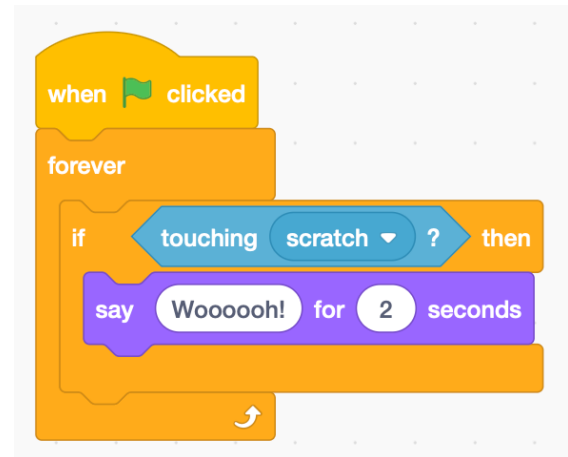 when clicked
forever
if touching scratch ? then
say Woooooh! for 2 seconds